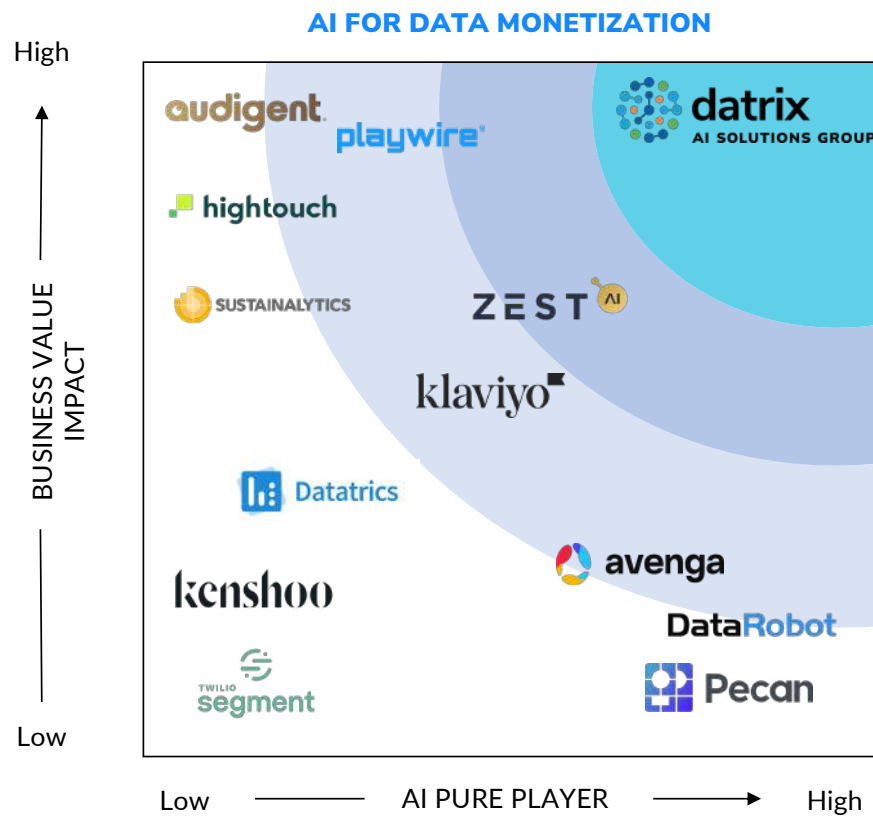 AI FOR DATA MONETIZATION
High
audigent.
playwire®
datrix
AI SOLUTIONS GROUP
hightouch
SUSTAINALYTICS
ZEST AI
BUSINESS VALUE
IMPACT
klaviyo
Datatrics
avenga
kenshoo
DataRobot
TWILIO
segment
Pecan
Low
Low
AI PURE PLAYER
High